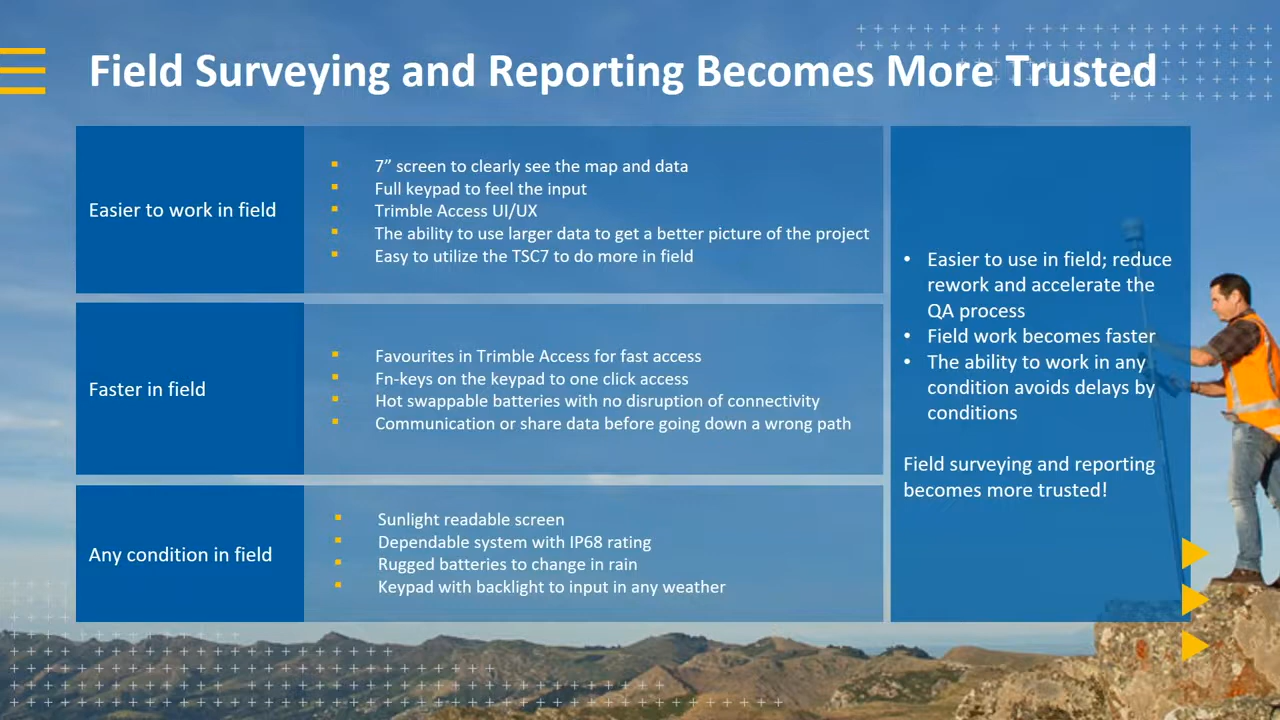 Field Surveying and Reporting Becomes More Trusted
Easier to work in field
7” screen to clearly see the map and data
Full keypad to feel the input
Trimble Access UI/UX
The ability to use larger data to get a better picture of the project
Easy to utilize the TSC7 to do more in field
Faster in field
Favourites in Trimble Access for fast access
Fn-keys on the keypad to one click access
Hot swappable batteries with no disruption of connectivity
Communication or share data before going down a wrong path
Any condition in field
Sunlight readable screen
Dependable system with IP68 rating
Rugged batteries to change in rain
Keypad with backlight to input in any weather
Easier to use in field; reduce
rework and accelerate the
QA process
Field work becomes faster
The ability to work in any
condition avoids delays by
conditions
Field surveying and reporting
becomes more trusted!